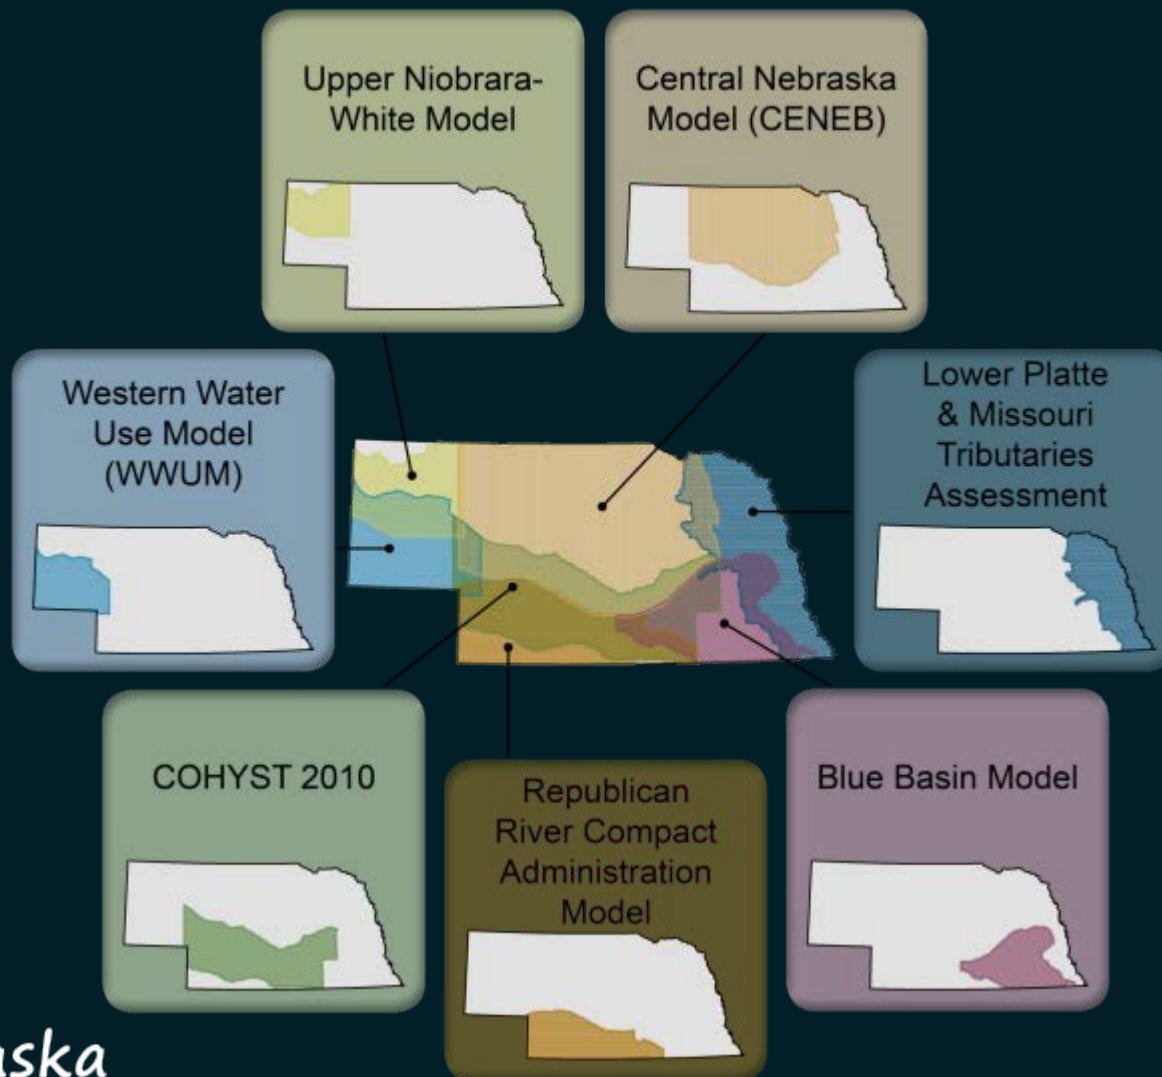 Upper Niobrara-
White Model
Central Nebraska
Model (CENEB)
Western Water
Use Model
(WWUM)
Lower Platte
& Missouri
Tributaries
Assessment
COHYST 2010
Republican
River Compact
Administration
Model
Blue Basin Model